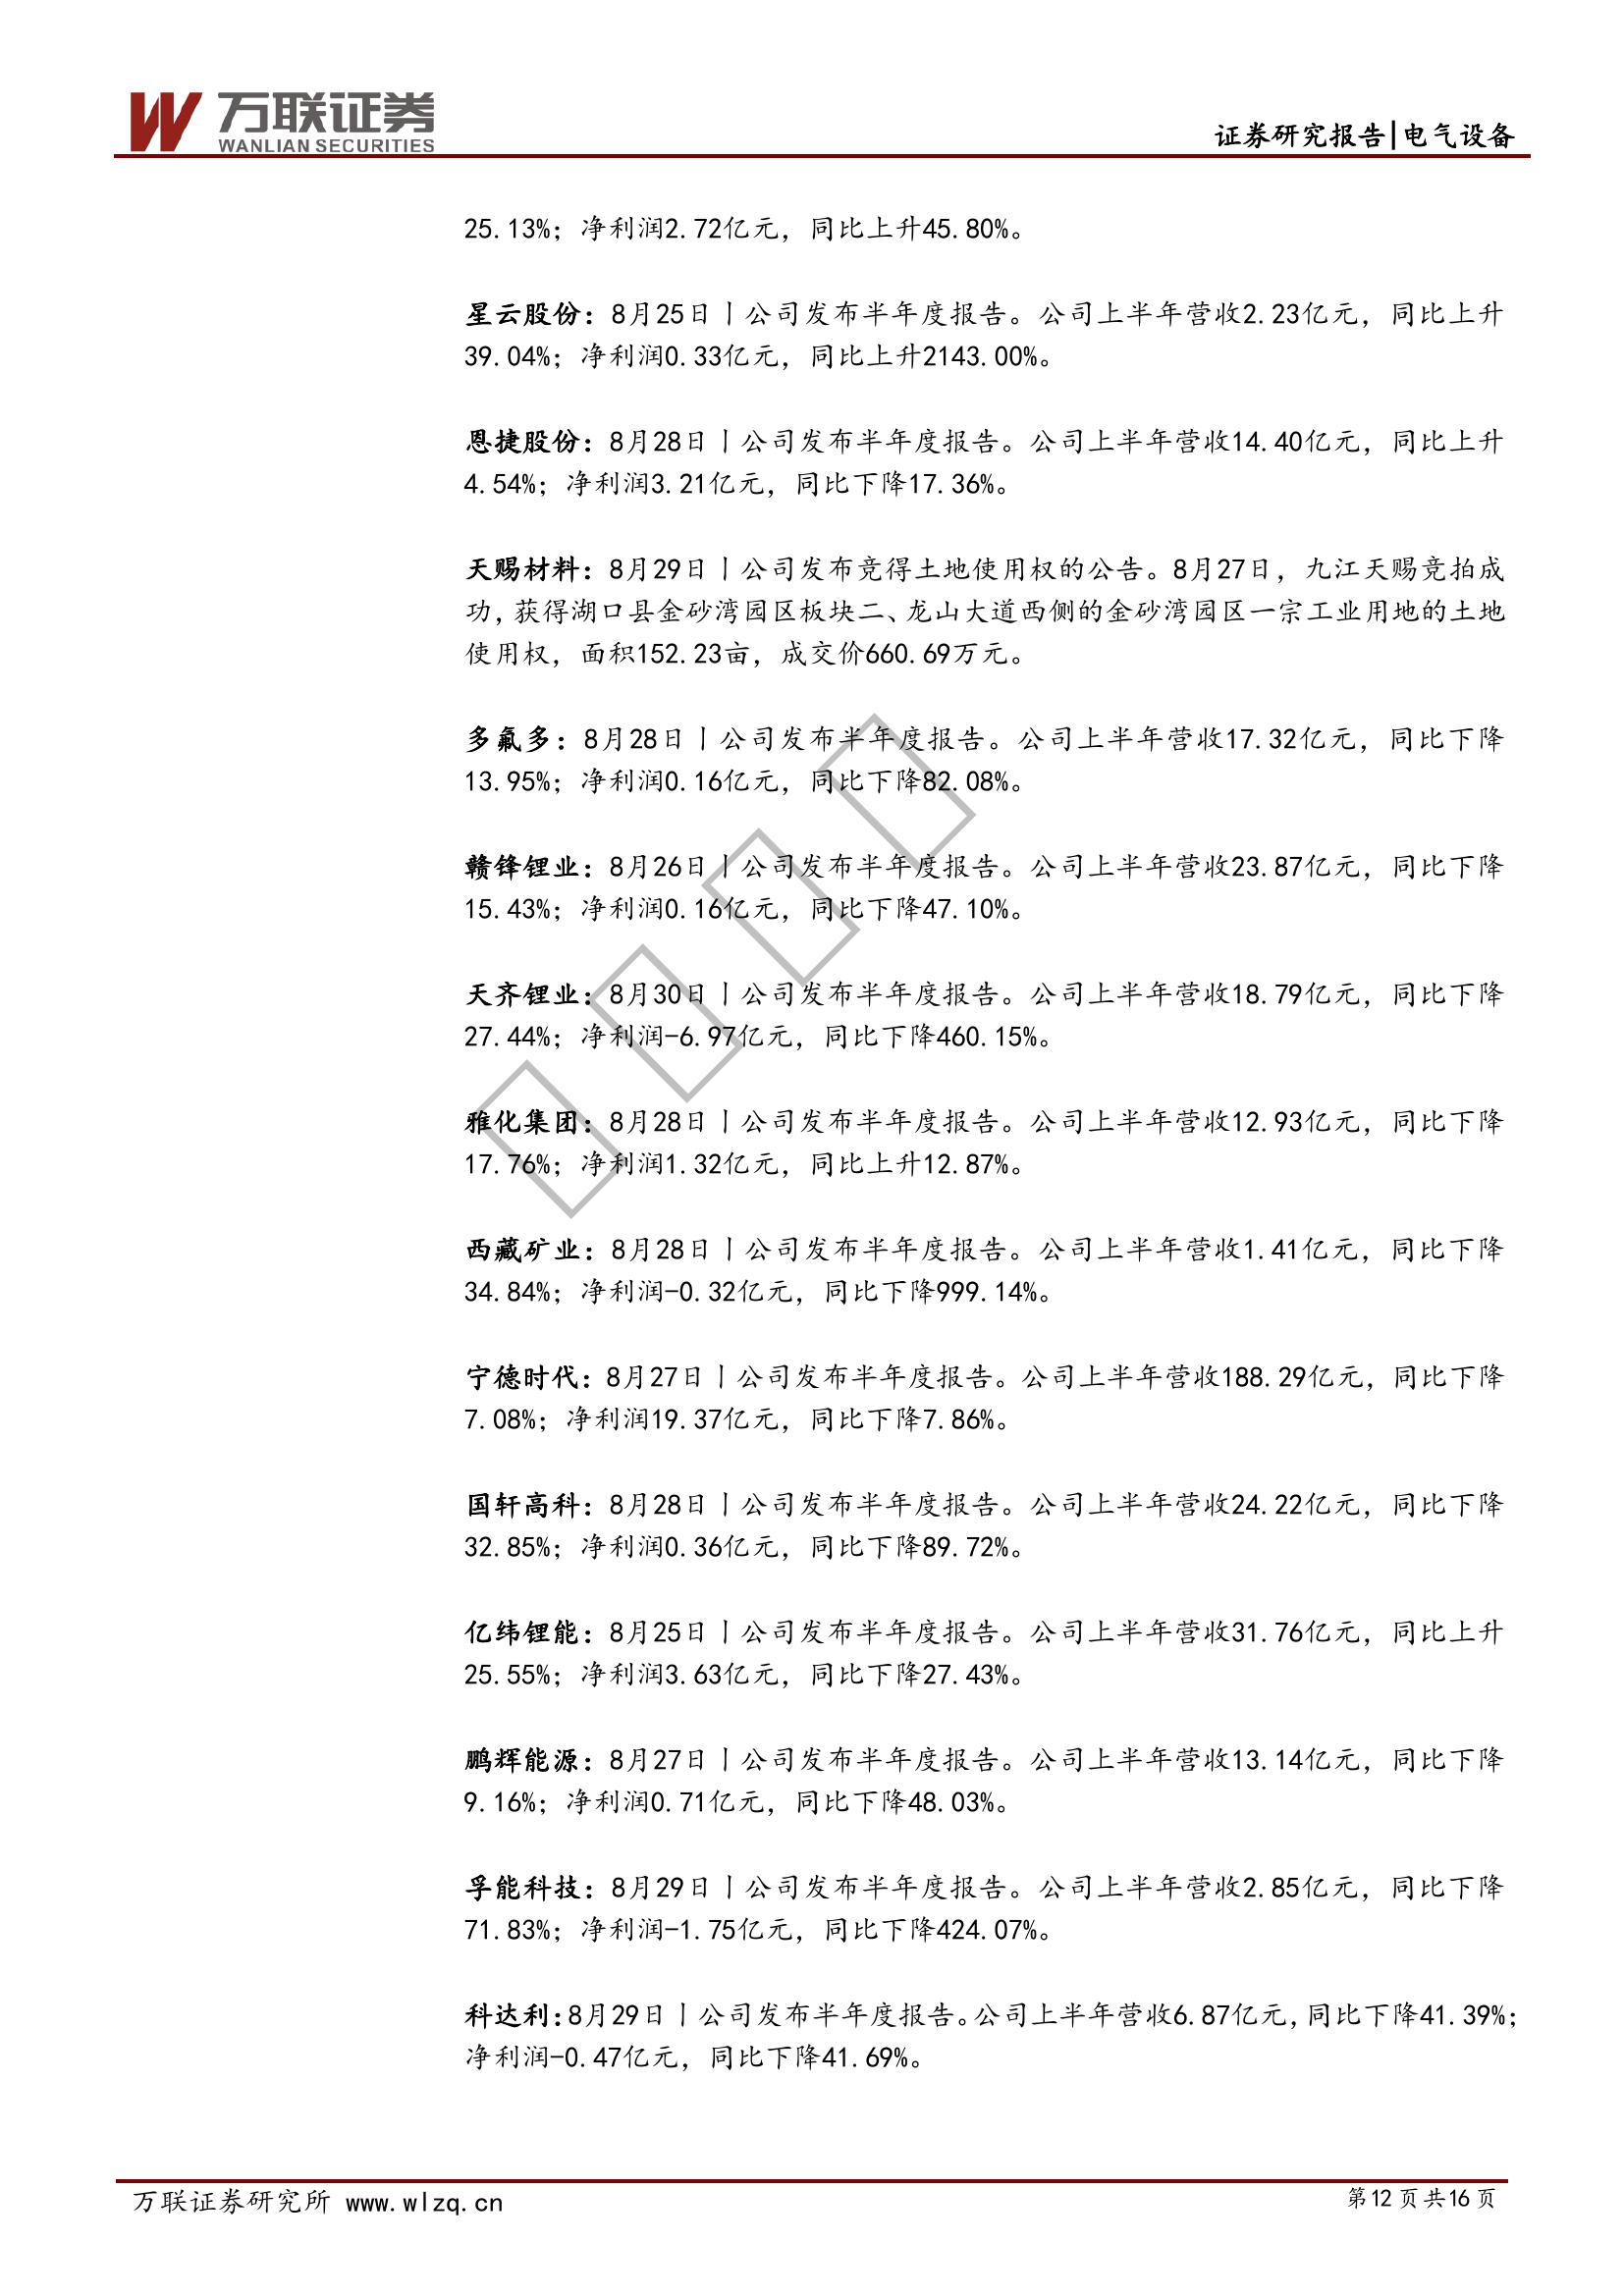 万联证券
WANLIAN SECURITIES
证券研究报告|电气设备
25.13%；净利润2.72亿元，同比上升45.80%。
星云股份：8月25日丨公司发布半年度报告。公司上半年营收2.23亿元，同比上升
39.04%；净利润0.33亿元，同比上升2143.00%。
恩捷股份：8月28日丨公司发布半年度报告。公司上半年营收14.40亿元，同比上升
4.54%；净利润3.21亿元，同比下降17.36%。
天赐材料：8月29日丨公司发布竞得土地使用权的公告。8月27日，九江天赐竞拍成
功，获得湖口县金砂湾园区板块二、龙山大道西侧的金砂湾园区一宗工业用地的土地
使用权，面积152.23亩，成交价660.69万元。
多氟多：8月28日丨公司发布半年度报告。公司上半年营收17.32亿元，同比下降
13.95%；净利润0.16亿元，同比下降82.08%。
赣锋锂业：8月26日丨公司发布半年度报告。公司上半年营收23.87亿元，同比下降
15.43%；净利润0.16亿元，同比下降47.10%。
天齐锂业：8月30日丨公司发布半年度报告。公司上半年营收18.79亿元，同比下降
27.44%；净利润-6.97亿元，同比下降460.15%。
雅化集团：8月28日丨公司发布半年度报告。公司上半年营收12.93亿元，同比下降
17.76%；净利润1.32亿元，同比上升12.87%。
西藏矿业：8月28日丨公司发布半年度报告。公司上半年营收1.41亿元，同比下降
34.84%；净利润-0.32亿元，同比下降999.14%。
宁德时代：8月27日丨公司发布半年度报告。公司上半年营收188.29亿元，同比下降
7.08%；净利润19.37亿元，同比下降7.86%。
国轩高科：8月28日丨公司发布半年度报告。公司上半年营收24.22亿元，同比下降
32.85%；净利润0.36亿元，同比下降89.72%。
亿纬锂能：8月25日丨公司发布半年度报告。公司上半年营收31.76亿元，同比上升
25.55%；净利润3.63亿元，同比下降27.43%。
鹏辉能源：8月27日丨公司发布半年度报告。公司上半年营收13.14亿元，同比下降
9.16%；净利润0.71亿元，同比下降48.03%。
孚能科技：8月29日丨公司发布半年度报告。公司上半年营收2.85亿元，同比下降
71.83%；净利润-1.75亿元，同比下降424.07%。
科达利：8月29日丨公司发布半年度报告。公司上半年营收6.87亿元，同比下降41.39%；
净利润-0.47亿元，同比下降41.69%。
万联证券研究所 www.wlzq.cn
第12页共16页